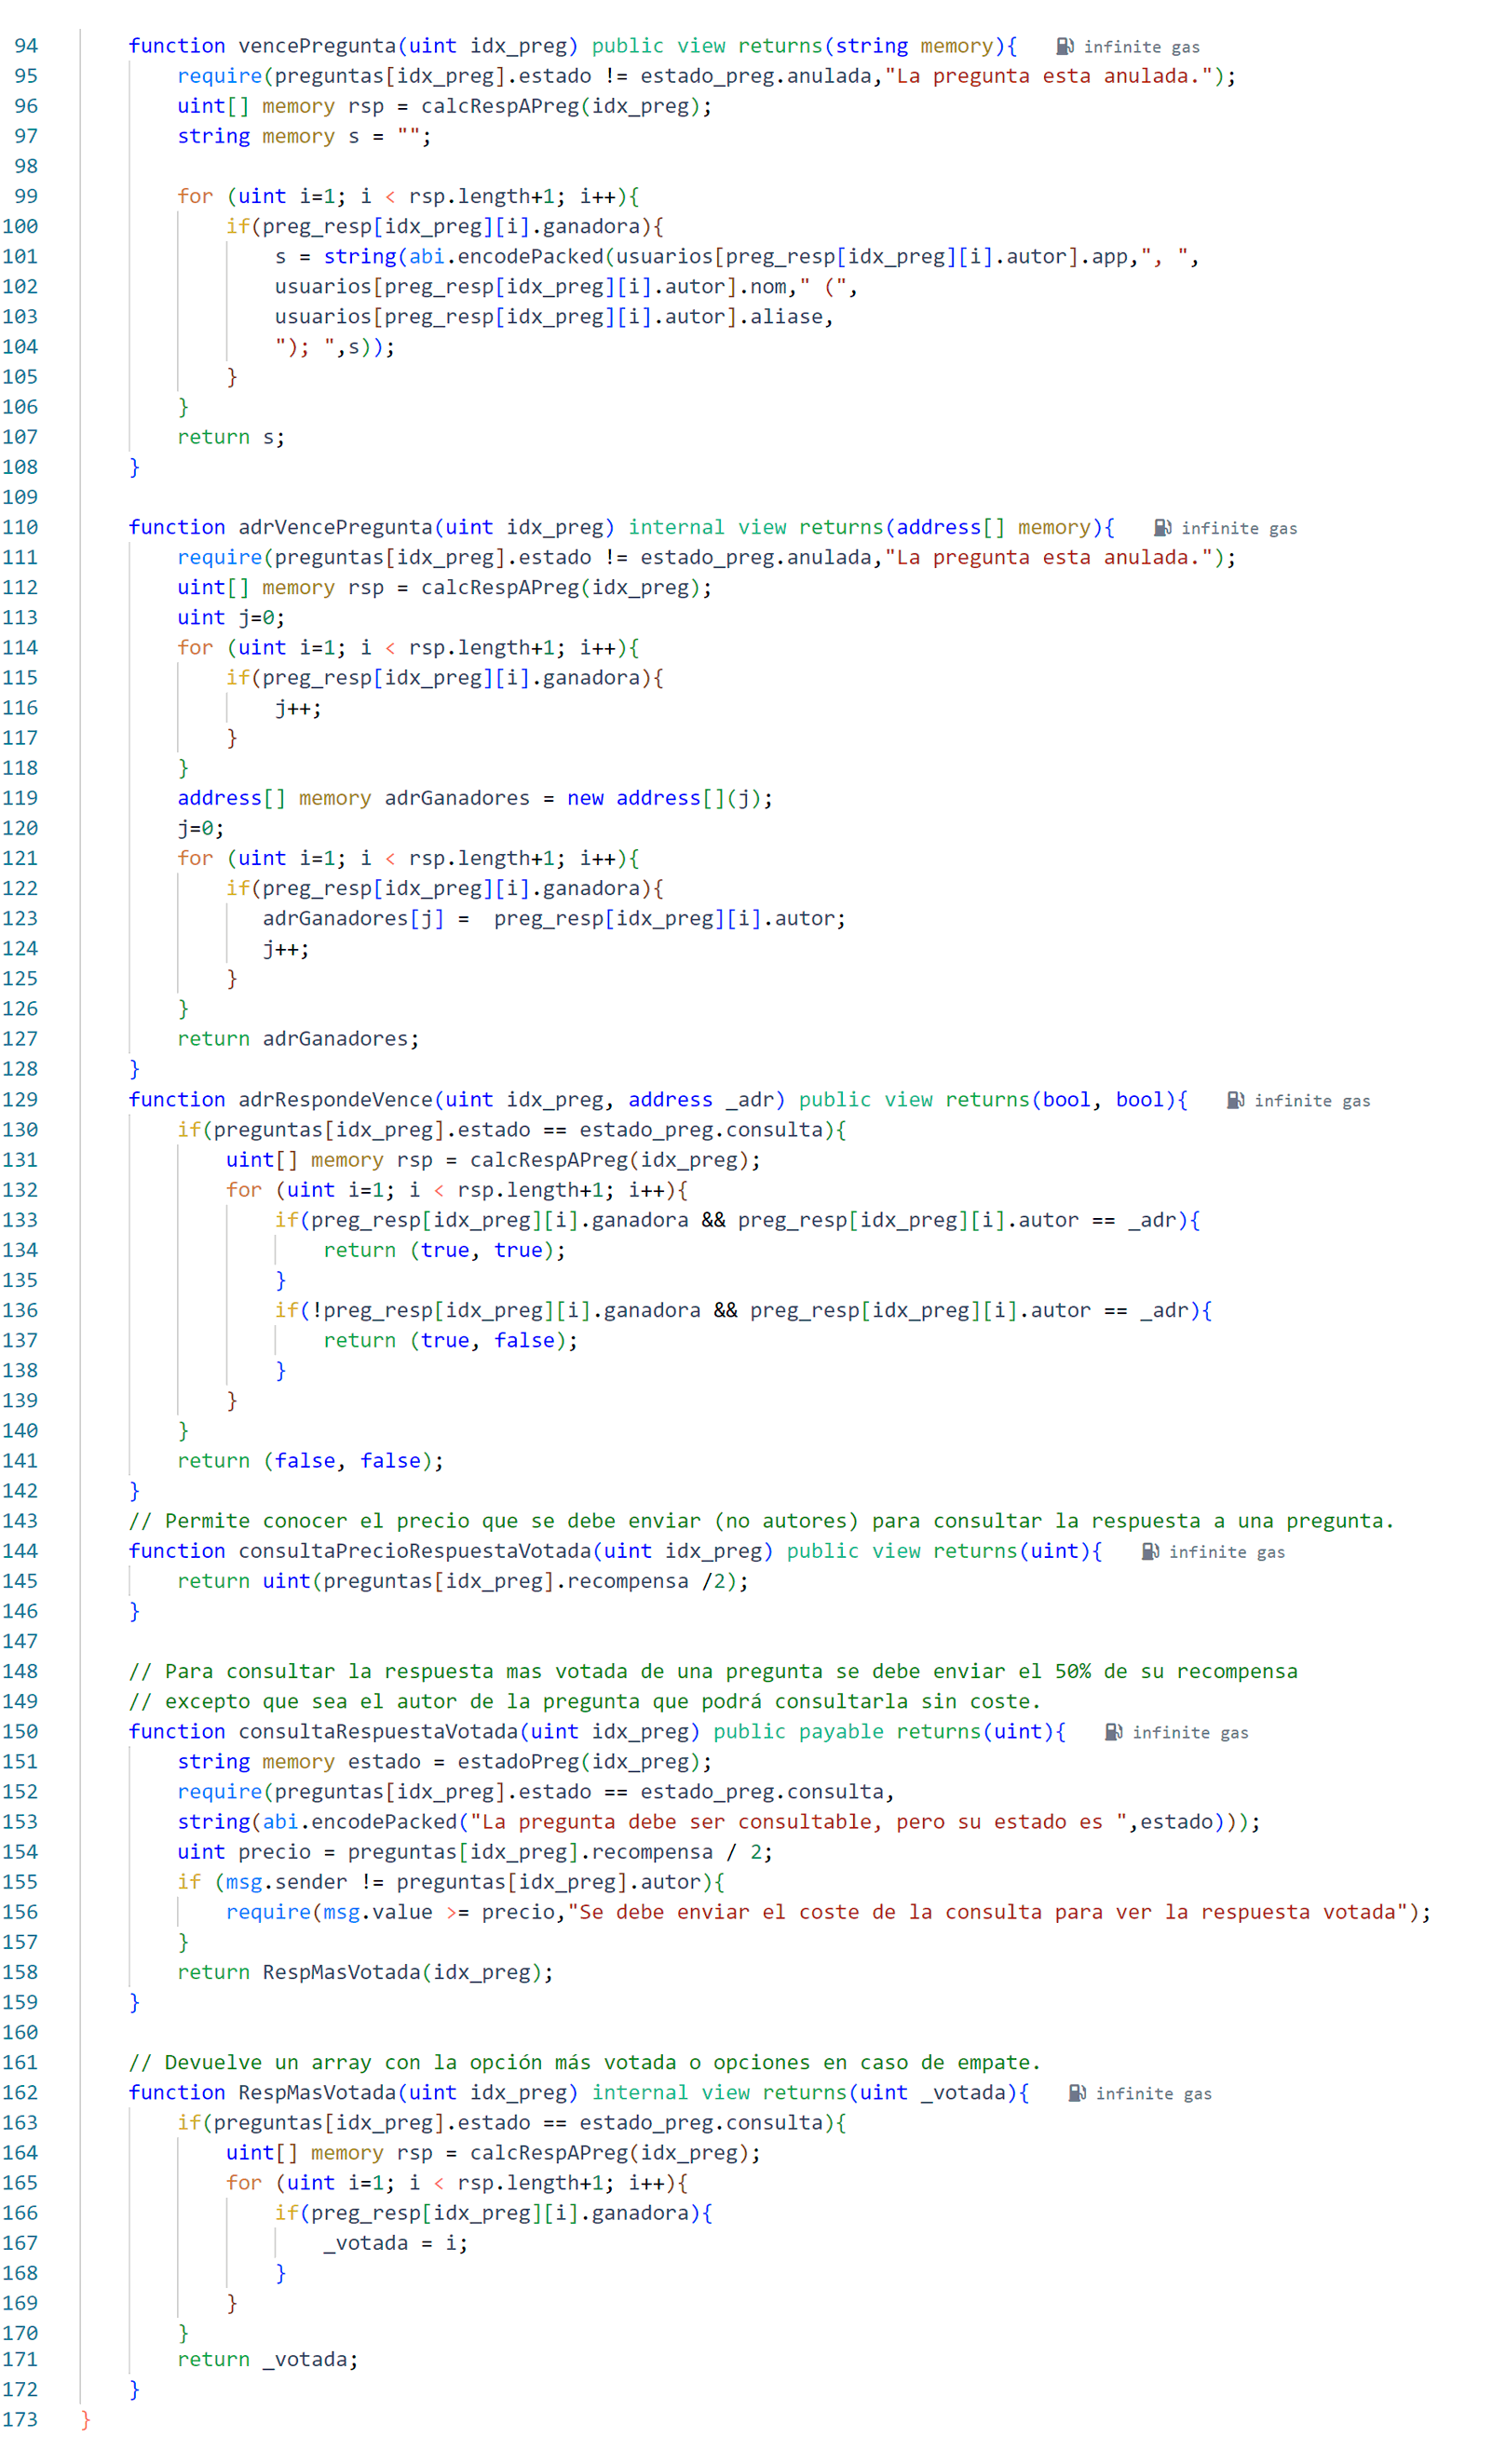 94 function vencePregunta(uint idx_preg) public view returns(string memory){ infinite gas
95 require(preguntas[idx_preg].estado != estado_preg.anulada,"La pregunta esta anulada.");
96 uint[] memory rsp = calcRespAPreg(idx_preg);
97 string memory s = "";
98
99 for (uint i=1; i < rsp.length+1; i++){
100 if(preg_resp[idx_preg][i].ganadora){
101 s = string(abi.encodePacked(usuarios[preg_resp[idx_preg][i].autor].app,", ",
102 usuarios[preg_resp[idx_preg][i].autor].nom," (",
103 usuarios[preg_resp[idx_preg][i].autor].aliase,
104 "); ",s));
105 }
106 }
107 return s;
108 }
109
110 function adrVencePregunta(uint idx_preg) internal view returns(address[] memory){ infinite gas
111 require(preguntas[idx_preg].estado != estado_preg.anulada,"La pregunta esta anulada.");
112 uint[] memory rsp = calcRespAPreg(idx_preg);
113 uint j=0;
114 for (uint i=1; i < rsp.length+1; i++){
115 if(preg_resp[idx_preg][i].ganadora){
116 j++;
117 }
118 }
119 address[] memory adrGanadores = new address[](j);
120 j=0;
121 for (uint i=1; i < rsp.length+1; i++){
122 if(preg_resp[idx_preg][i].ganadora){
123 adrGanadores[j] =  preg_resp[idx_preg][i].autor;
124 j++;
125 }
126 }
127 return adrGanadores;
128 }
129 function adrRespondeVence(uint idx_preg, address _adr) public view returns(bool, bool){ infinite gas
130 if(preguntas[idx_preg].estado == estado_preg.consulta){
131 uint[] memory rsp = calcRespAPreg(idx_preg);
132 for (uint i=1; i < rsp.length+1; i++){
133 if(preg_resp[idx_preg][i].ganadora && preg_resp[idx_preg][i].autor == _adr){
134 return (true, true);
135 }
136 if(!preg_resp[idx_preg][i].ganadora && preg_resp[idx_preg][i].autor == _adr){
137 return (true, false);
138 }
139 }
140 }
141 return (false, false);
142 }
143 // Permite conocer el precio que se debe enviar (no autores) para consultar la respuesta a una pregunta.
144 function consultaPrecioRespuestaVotada(uint idx_preg) public view returns(uint){ infinite gas
145 return uint(preguntas[idx_preg].recompensa /2);
146 }
147
148 // Para consultar la respuesta mas votada de una pregunta se debe enviar el 50% de su recompensa
149 // excepto que sea el autor de la pregunta que podrá consultarla sin coste.
150 function consultaRespuestaVotada(uint idx_preg) public payable returns(uint){ infinite gas
151 string memory estado = estadoPreg(idx_preg);
152 require(preguntas[idx_preg].estado == estado_preg.consulta,
153 string(abi.encodePacked("La pregunta debe ser consultable, pero su estado es ",estado)));
154 uint precio = preguntas[idx_preg].recompensa / 2;
155 if (msg.sender != preguntas[idx_preg].autor){
156 require(msg.value >= precio,"Se debe enviar el coste de la consulta para ver la respuesta votada");
157 }
158 return RespMasVotada(idx_preg);
159 }
160
161 // Devuelve un array con la opción más votada o opciones en caso de empate.
162 function RespMasVotada(uint idx_preg) internal view returns(uint _votada){ infinite gas
163 if(preguntas[idx_preg].estado == estado_preg.consulta){
164 uint[] memory rsp = calcRespAPreg(idx_preg);
165 for (uint i=1; i < rsp.length+1; i++){
166 if(preg_resp[idx_preg][i].ganadora){
167 _votada = i;
168 }
169 }
170 }
171 return _votada;
172 }
173 }